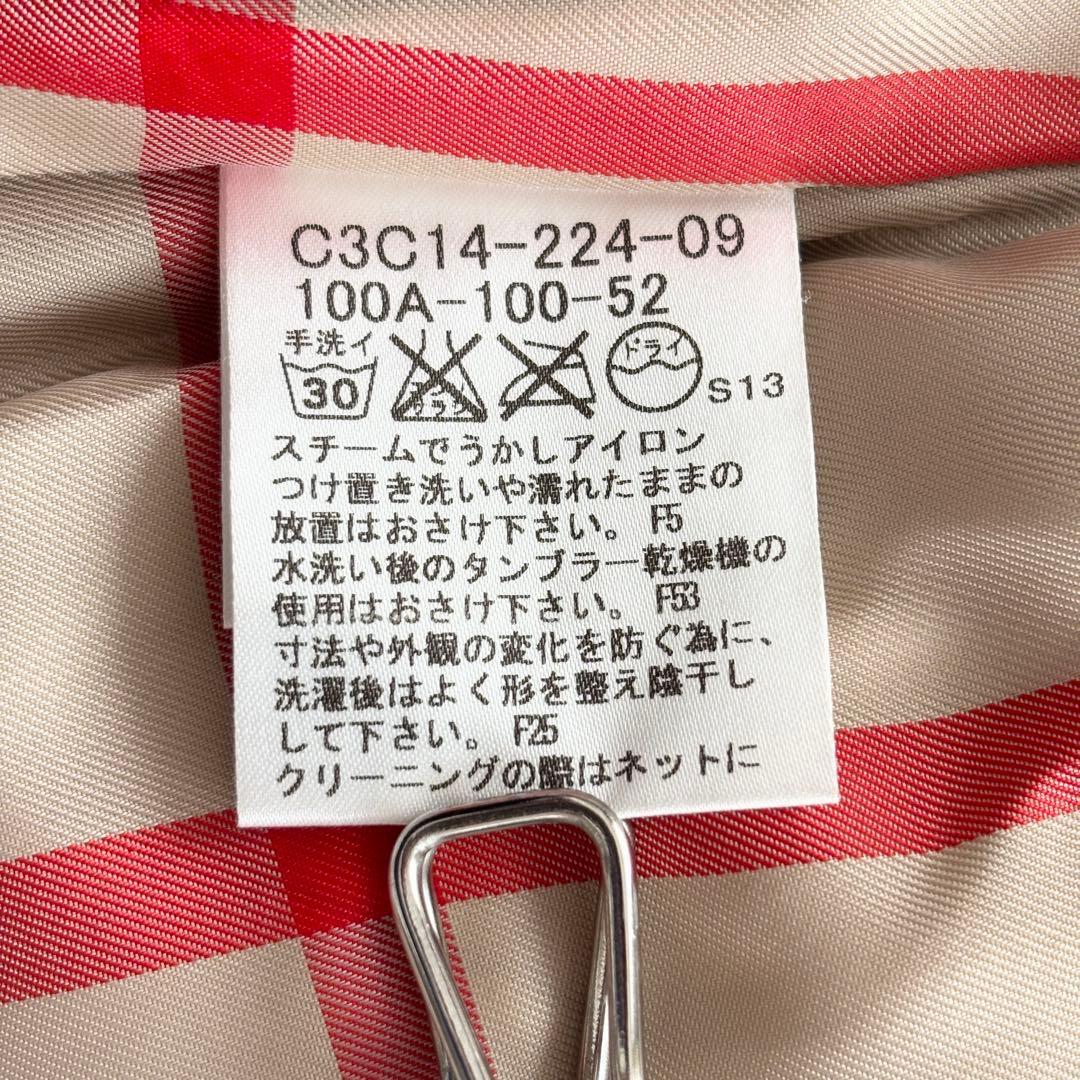 C3C14-224-09
100A-100-52
手洗イ
30
エンソ
サラシ
ドライ
S13
スチームでうかしアイロン
つけ置き洗いや濡れたままの
放置はおさけ下さい。 F5
水洗い後のタンブラー乾燥機の
使用はおさけ下さい。 F53
寸法や外観の変化を防ぐ為に、
洗濯後はよく形を整え陰干し
して下さい。 F25
クリーニングの際はネットに